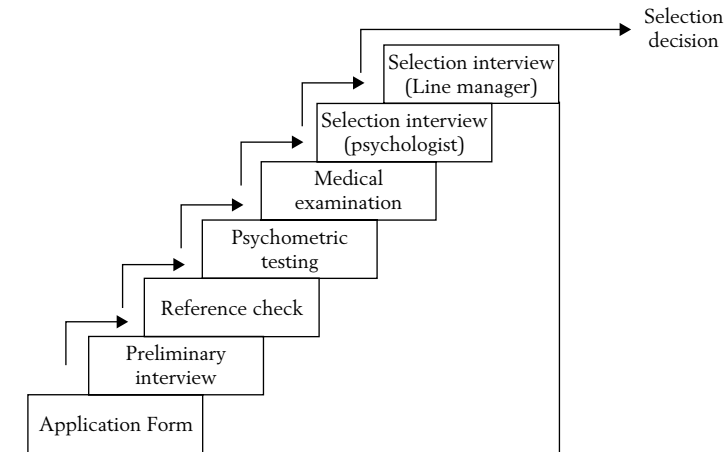 Selection
decision
Selection interview
(Line manager)
Selection interview
(psychologist)
Medical
examination
Psychometric
testing
Reference check
Preliminary
interview
Application Form